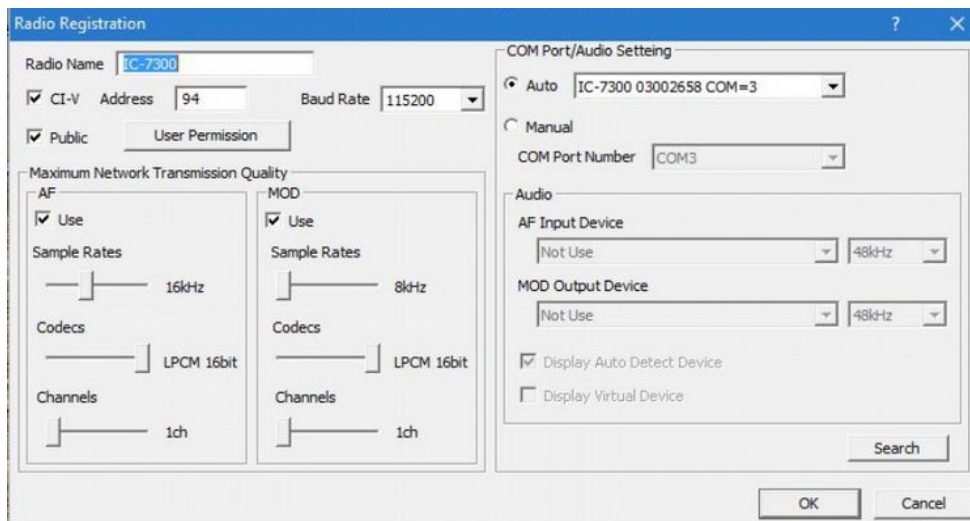 Radio Registration
Radio Name IC-7300
CI-V Address 94 Baud Rate 115200
Public User Permission
Maximum Network Transmission Quality
AF
Use
Sample Rates
16kHz
Codecs
LPCM 16bit
Channels
1ch
MOD
Use
Sample Rates
8kHz
Codecs
LPCM 16bit
Channels
1ch
COM Port/Audio Setteing
Auto IC-7300 03002658 COM=3
Manual
COM Port Number COM3
Audio
AF Input Device
Not Use 48kHz
MOD Output Device
Not Use 48kHz
Display Auto Detect Device
Display Virtual Device
Search
OK Cancel